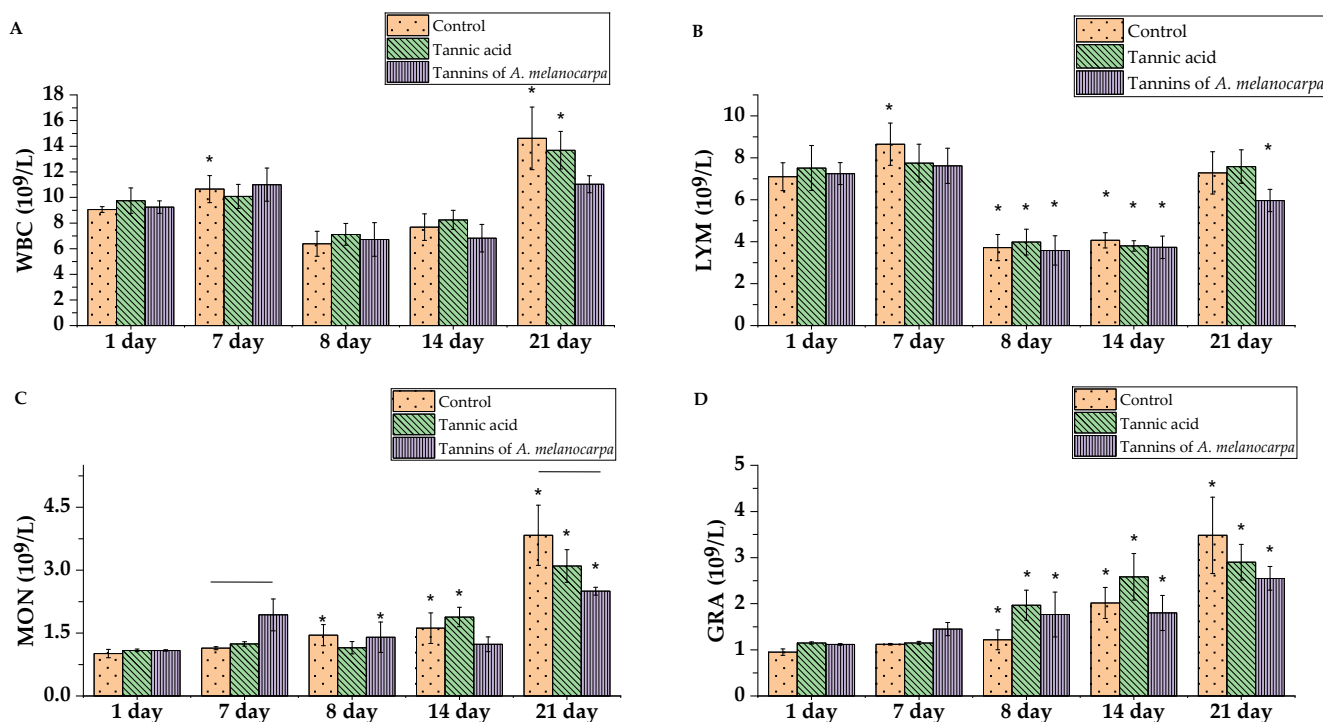 A
Control
Tannic acid
Tannins of A. melanocarpa
WBC (10⁹/L)
18
16
14
12
10
8
6
4
2
0
* * *
1 day 7 day 8 day 14 day 21 day
B
Control
Tannic acid
Tannins of A. melanocarpa
LYM (10⁹/L)
10
8
6
4
2
0
* * * * * * * *
1 day 7 day 8 day 14 day 21 day
C
Control
Tannic acid
Tannins of A. melanocarpa
MON (10⁹/L)
4.5
3.0
1.5
0.0
* * * * * * *
1 day 7 day 8 day 14 day 21 day
D
Control
Tannic acid
Tannins of A. melanocarpa
GRA (10⁹/L)
5
4
3
2
1
0
* * * * * * * * *
1 day 7 day 8 day 14 day 21 day